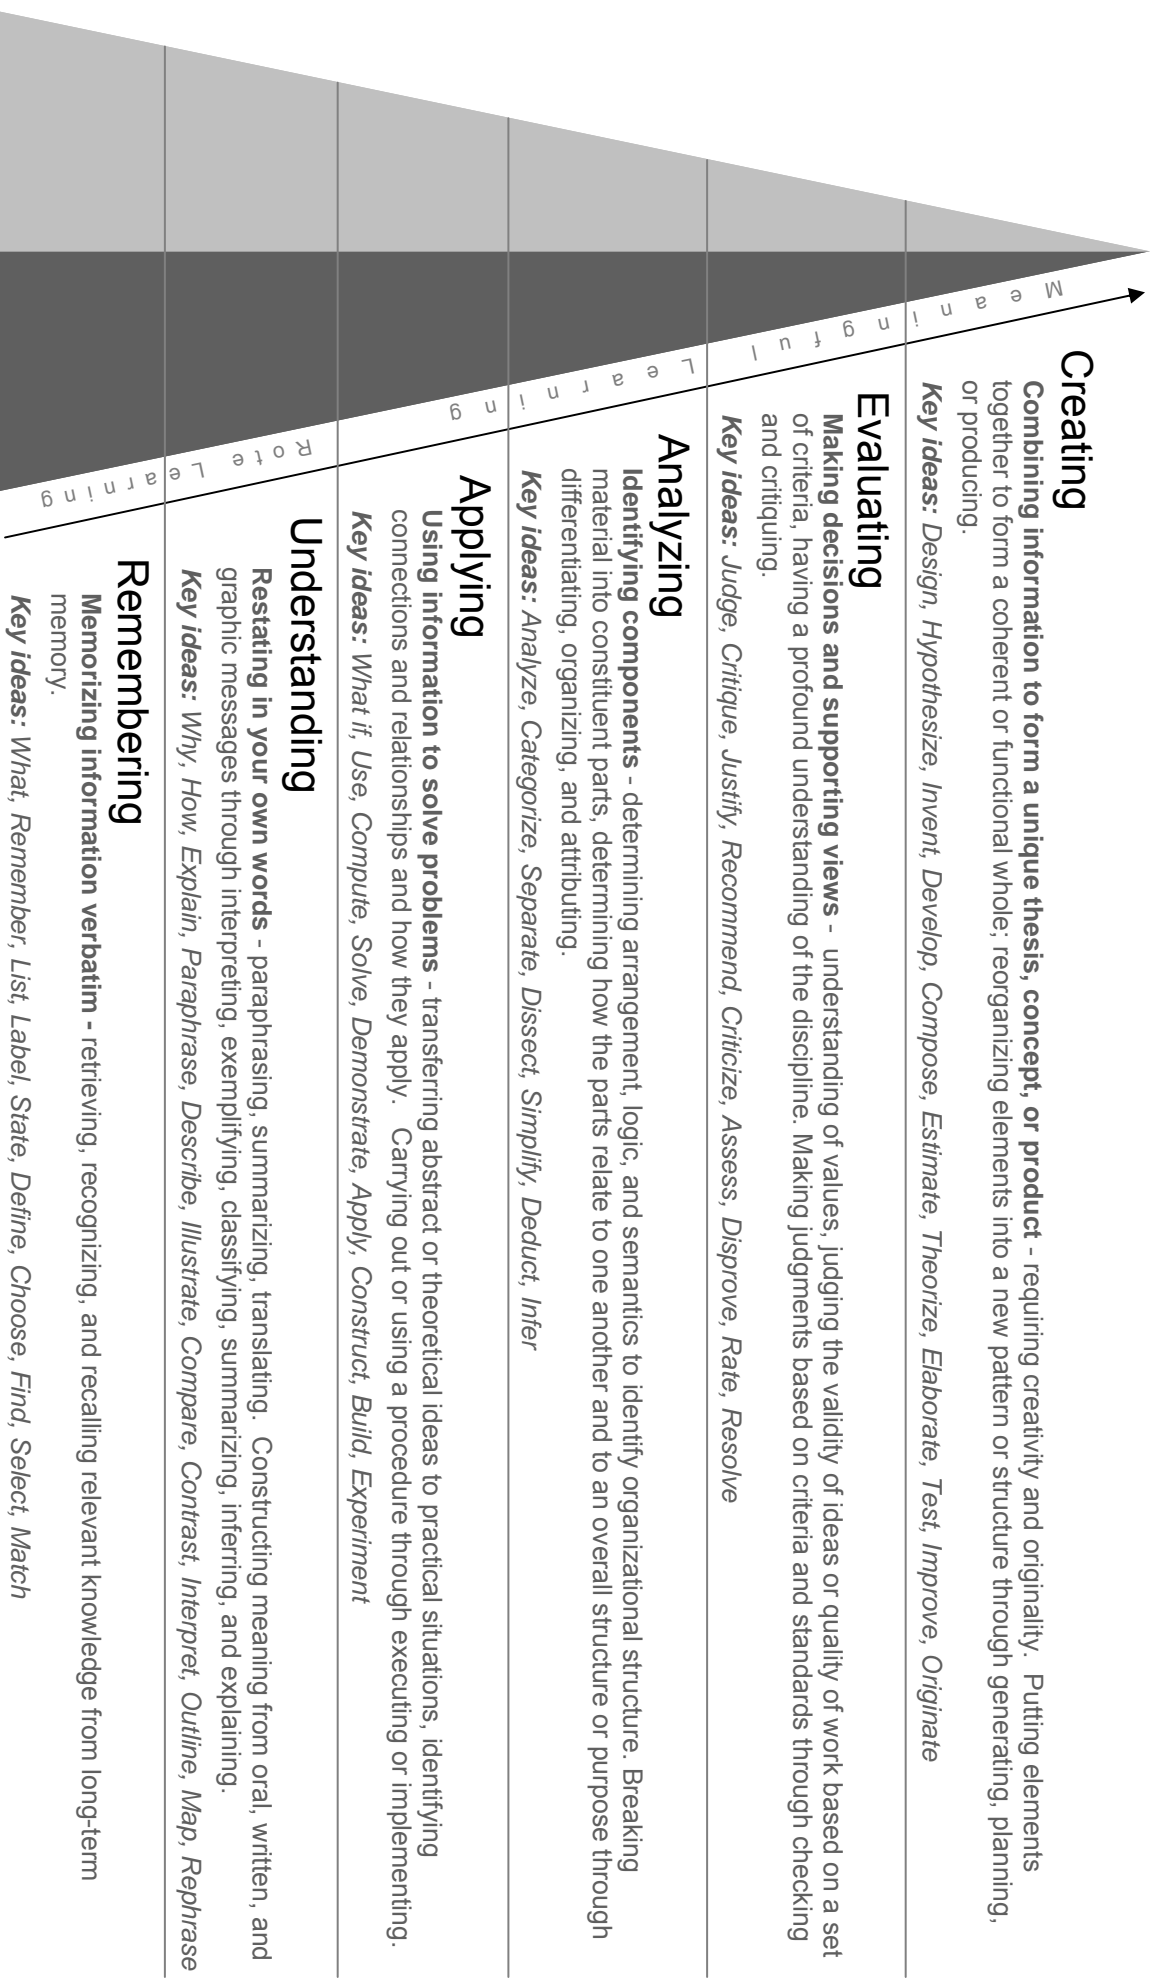 Creating
Combining information to form a unique thesis, concept, or product - requiring creativity and originality.  Putting elements
together to form a coherent or functional whole; reorganizing elements into a new pattern or structure through generating, planning,
or producing.
Key ideas: Design, Hypothesize, Invent, Develop, Compose, Estimate, Theorize, Elaborate, Test, Improve, Originate
Evaluating
Making decisions and supporting views -  understanding of values, judging the validity of ideas or quality of work based on a set
of criteria, having a profound understanding of the discipline. Making judgments based on criteria and standards through checking
and critiquing.
Key ideas: Judge, Critique, Justify, Recommend, Criticize, Assess, Disprove, Rate, Resolve
Analyzing
Identifying components - determining arrangement, logic, and semantics to identify organizational structure. Breaking
material into constituent parts, determining how the parts relate to one another and to an overall structure or purpose through
differentiating, organizing, and attributing.
Key ideas: Analyze, Categorize, Separate, Dissect, Simplify, Deduct, Infer
Applying
Using information to solve problems - transferring abstract or theoretical ideas to practical situations, identifying
connections and relationships and how they apply.  Carrying out or using a procedure through executing or implementing.
Key ideas: What if, Use, Compute, Solve, Demonstrate, Apply, Construct, Build, Experiment
Understanding
Restating in your own words - paraphrasing, summarizing, translating.  Constructing meaning from oral, written, and
graphic messages through interpreting, exemplifying, classifying, summarizing, inferring, and explaining.
Key ideas: Why, How, Explain, Paraphrase, Describe, Illustrate, Compare, Contrast, Interpret, Outline, Map, Rephrase
Remembering
Memorizing information verbatim - retrieving, recognizing, and recalling relevant knowledge from long-term
memory.
Key ideas: What, Remember, List, Label, State, Define, Choose, Find, Select, Match
Meaningful Learning
Rote Learning